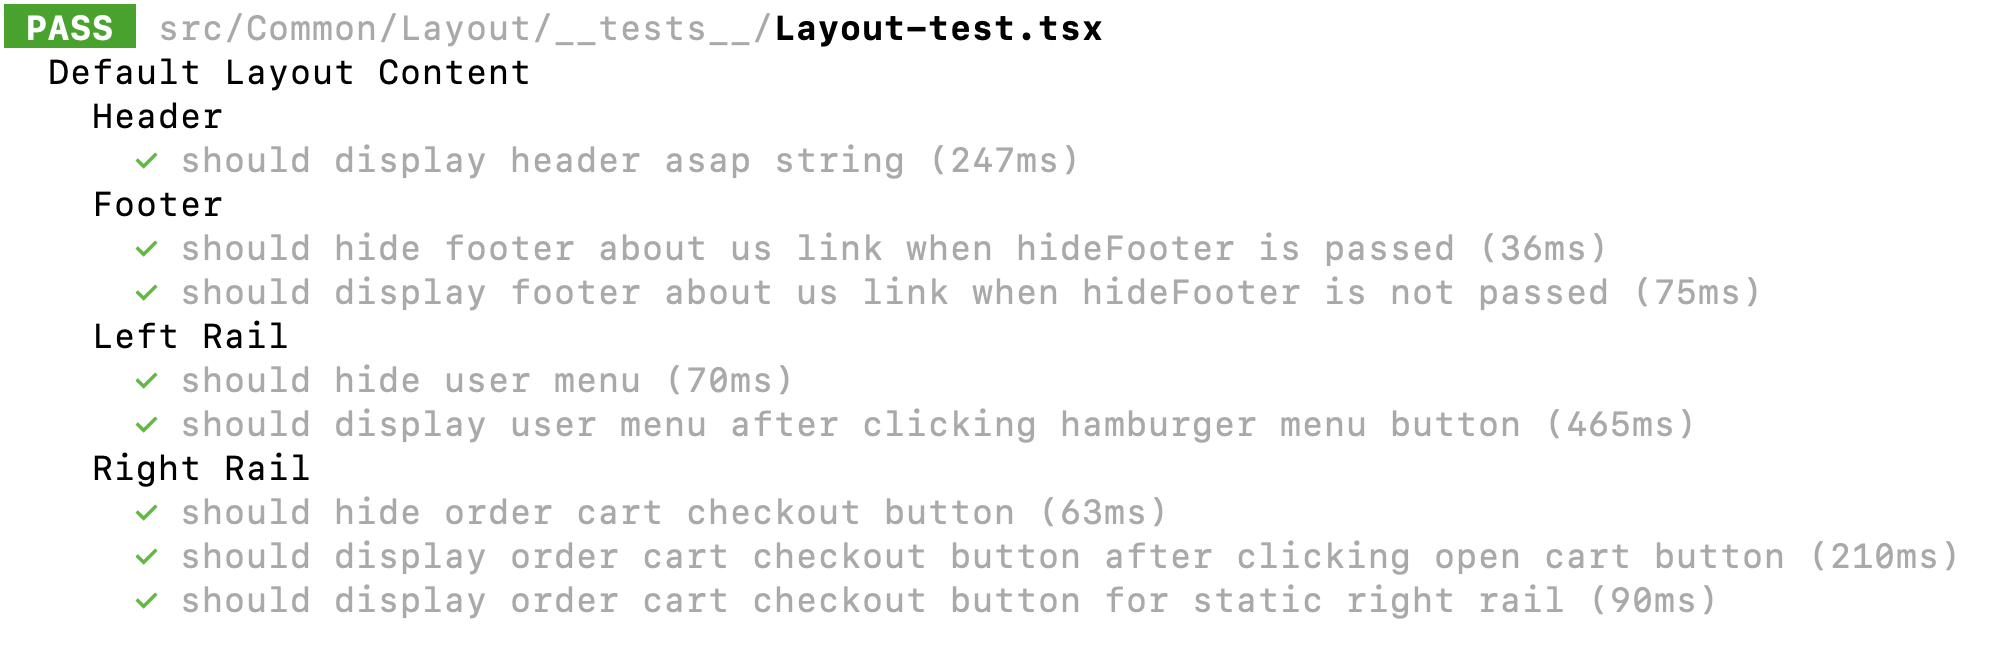 PASS src/Common/Layout/__tests__/Layout-test.tsx
Default Layout Content
Header
✓ should display header asap string (247ms)
Footer
✓ should hide footer about us link when hideFooter is passed (36ms)
✓ should display footer about us link when hideFooter is not passed (75ms)
Left Rail
✓ should hide user menu (70ms)
✓ should display user menu after clicking hamburger menu button (465ms)
Right Rail
✓ should hide order cart checkout button (63ms)
✓ should display order cart checkout button after clicking open cart button (210ms)
✓ should display order cart checkout button for static right rail (90ms)